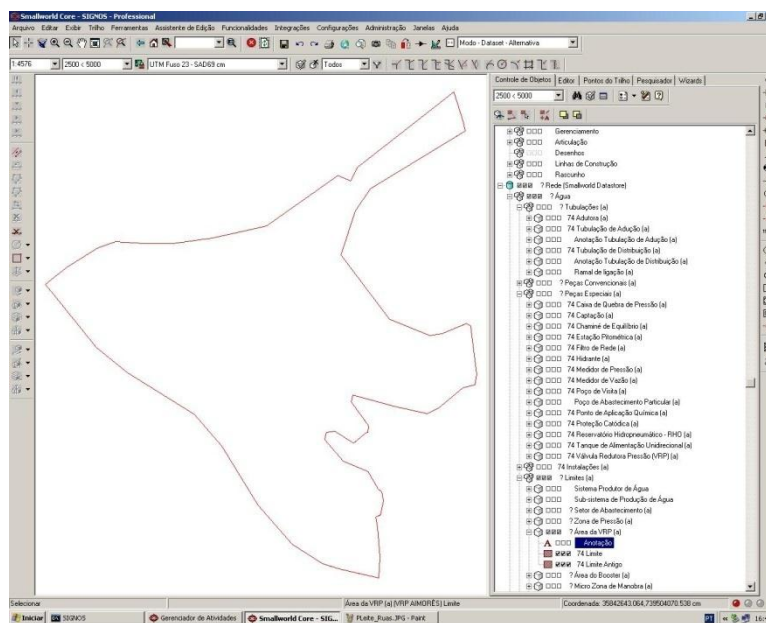 Smallworld Core - SIGNOS - Professional
Arquivo Editar Exibir Trilho Ferramentas Assistente de Edição Funcionalidades Integrações Configurações Administração Janelas Ajuda
Modo - Dataset - Alternativa
1:4576
2500 < 5000
UTM Fuso 23 - SAD69 cm
Todos
Controle de Objetos Editor Pontos do Trilho Pesquisador Wizards
2500 < 5000
Gerenciamento
Articulação
Desenhos
Linhas de Construção
Rascunho
? Rede (Smallworld Datastore)
? Água
? Tubulações (a)
74 Adutora (a)
74 Tubulação de Adução (a)
Anotação Tubulação de Adução (a)
74 Tubulação de Distribuição (a)
Anotação Tubulação de Distribuição (a)
Ramal de ligação (a)
? Peças Convencionais (a)
? Peças Especiais (a)
74 Caixa de Quebra de Pressão (a)
74 Captação (a)
74 Chaminé de Equilíbrio (a)
74 Estação Pitométrica (a)
74 Filtro de Rede (a)
74 Hidrante (a)
74 Medidor de Pressão (a)
74 Medidor de Vazão (a)
74 Poço de Visita (a)
Poço de Abastecimento Particular (a)
74 Ponto de Aplicação Química (a)
74 Proteção Catódica (a)
74 Reservatório Hidropneumático - RHO (a)
74 Tanque de Alimentação Unidirecional (a)
74 Válvula Redutora Pressão (VRP) (a)
74 Instalações (a)
? Limites (a)
Sistema Produtor de Água
Sub-sistema de Produção de Água
? Setor de Abastecimento (a)
? Zona de Pressão (a)
? Área da VRP (a)
A Anotação
74 Limite
74 Limite Antigo
? Área do Booster (a)
? Micro Zona de Manobra (a)
Selecionar
Área da VRP (a) (VRP AIMORÉS) Limite
Coordenada: 35842643.064,739504070.538 cm
Iniciar
SIGNOS
Gerenciador de Atividades
Smallworld Core - SIG...
PLeite_Ruas.JPG - Paint
PT